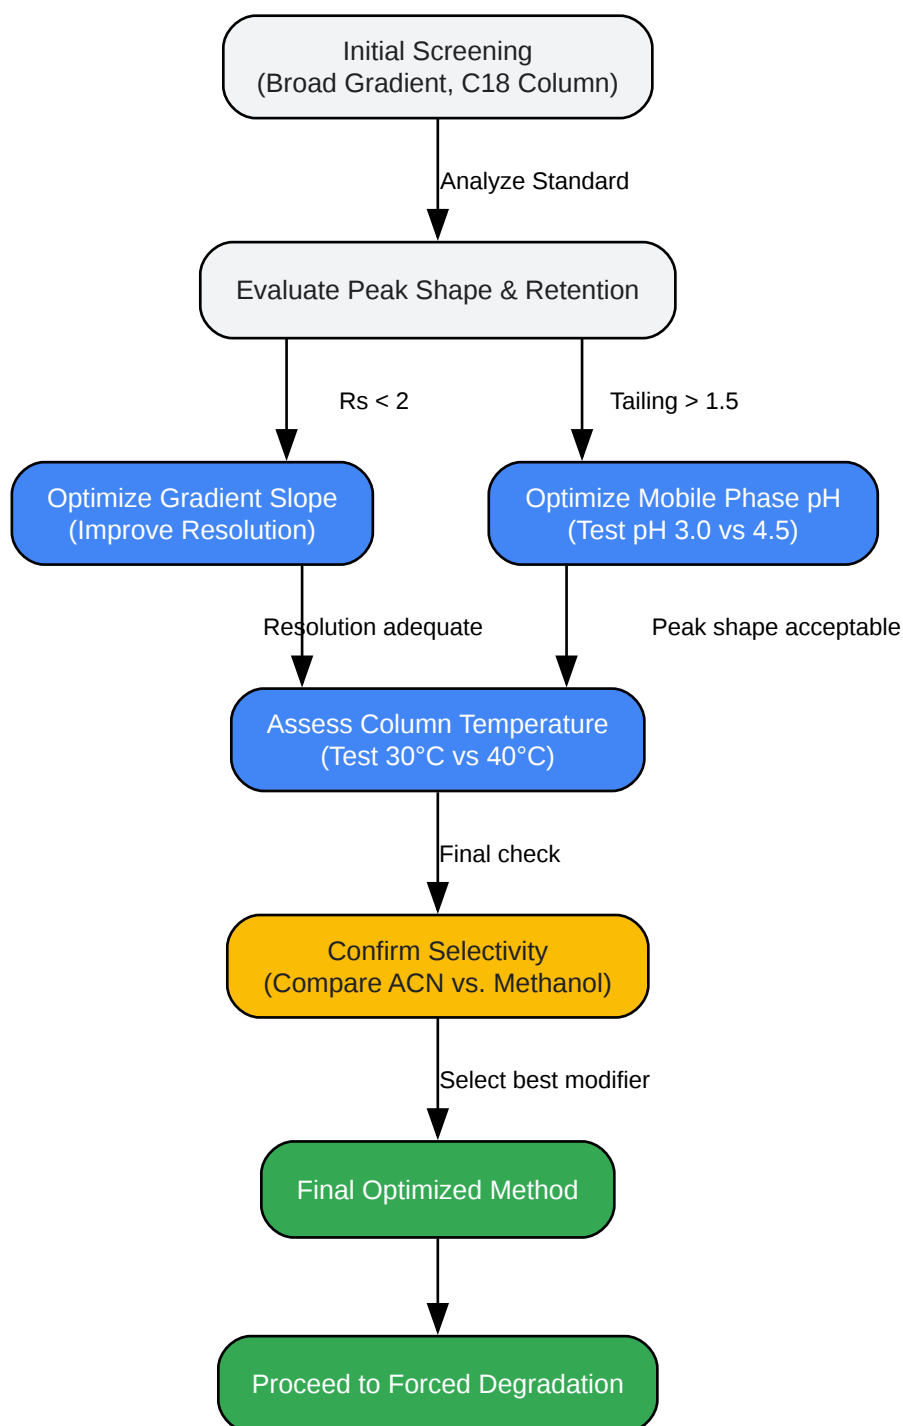 Initial Screening
(Broad Gradient, C18 Column)
Analyze Standard
Evaluate Peak Shape & Retention
Rs < 2
Tailing > 1.5
Optimize Gradient Slope
(Improve Resolution)
Optimize Mobile Phase pH
(Test pH 3.0 vs 4.5)
Resolution adequate
Peak shape acceptable
Assess Column Temperature
(Test 30°C vs 40°C)
Final check
Confirm Selectivity
(Compare ACN vs. Methanol)
Select best modifier
Final Optimized Method
Proceed to Forced Degradation